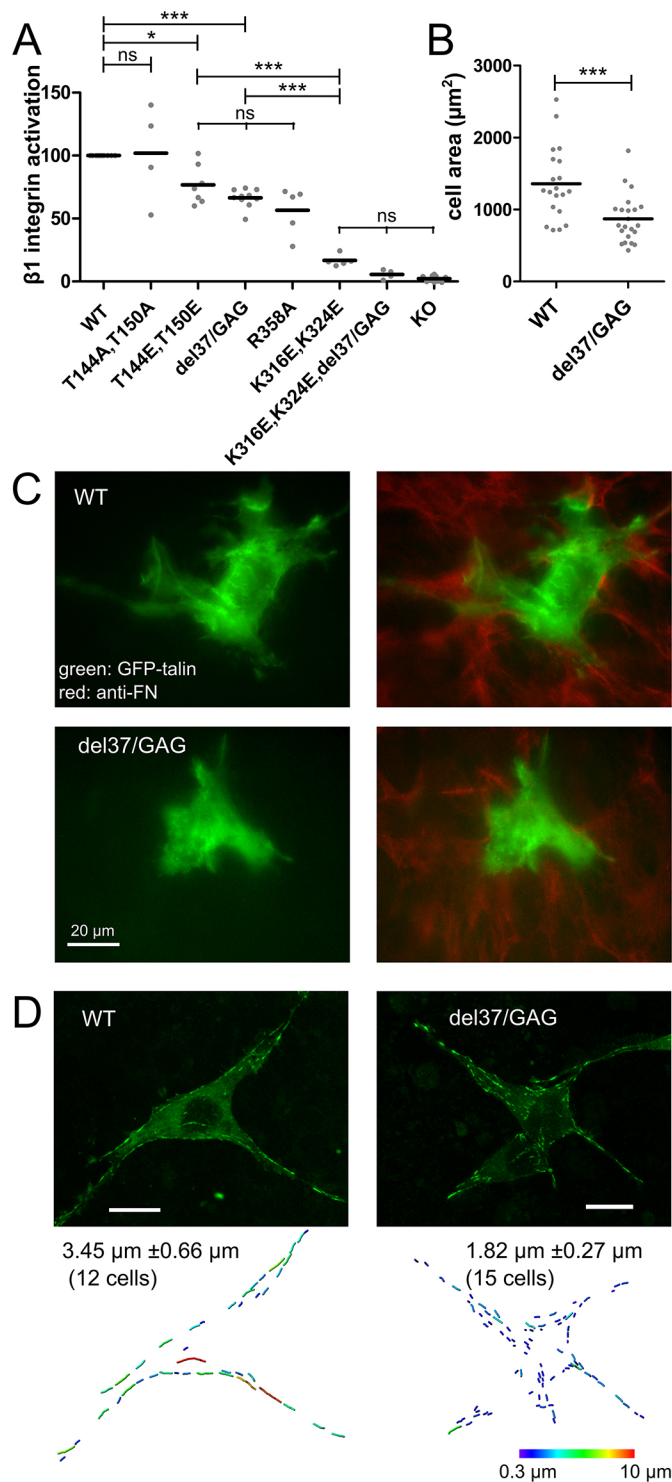 A
***
*
ns
***
***
ns
ns
β1 integrin activation
150
100
50
0
WT
T144A,T150A
T144E,T150E
del37/GAG
R358A
K316E,K324E
K316E,K324E,del37/GAG
KO
B
***
cell area (µm²)
3000
2000
1000
0
WT
del37/GAG
C
WT
green: GFP-talin
red: anti-FN
del37/GAG
20 µm
D
WT
del37/GAG
3.45 µm ±0.66 µm
(12 cells)
1.82 µm ±0.27 µm
(15 cells)
0.3 µm
10 µm